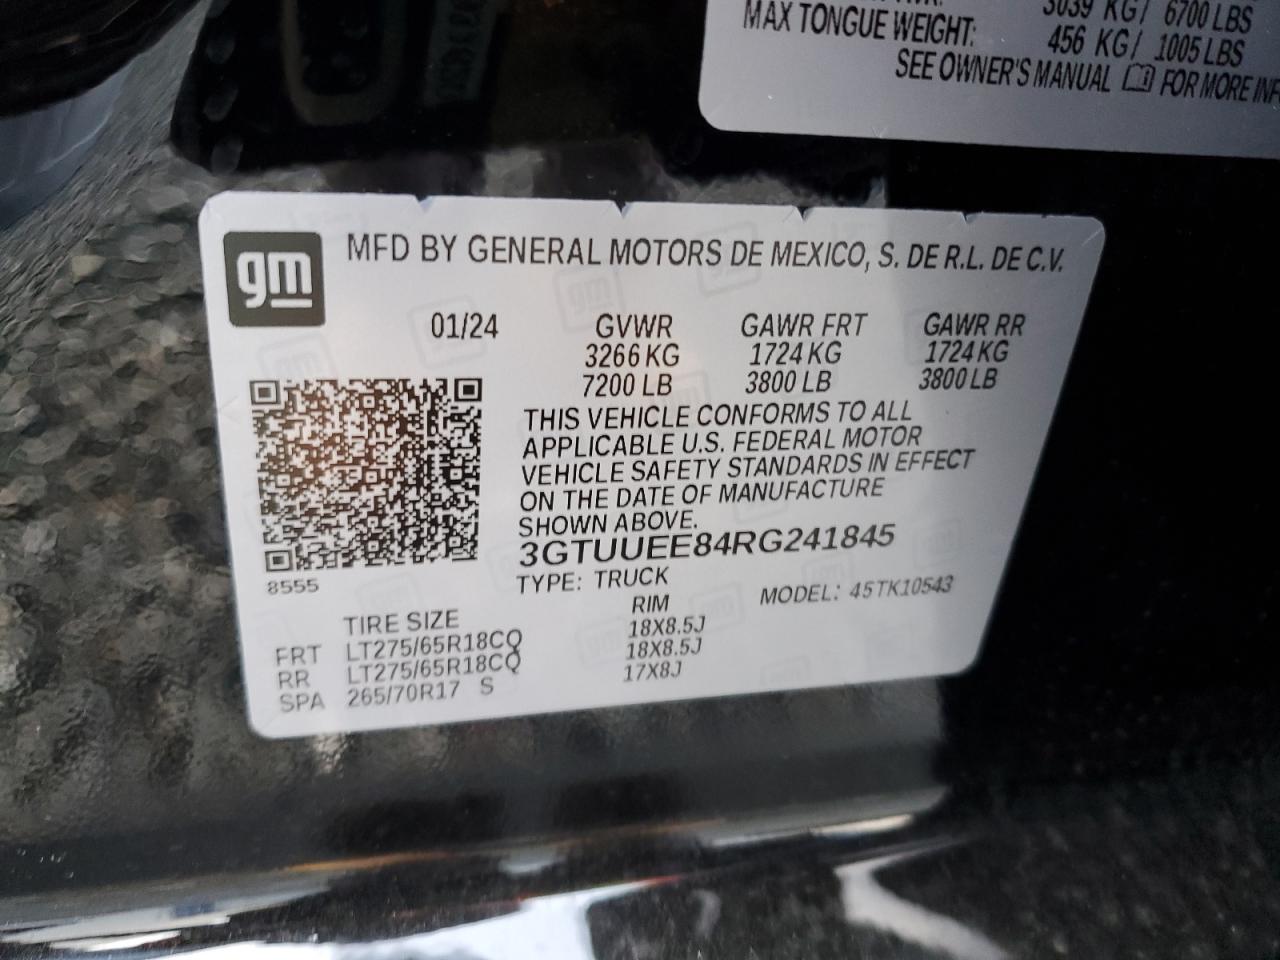 3039 KG/ 6700 LBS
MAX TONGUE WEIGHT: 456 KG/ 1005 LBS
SEE OWNER'S MANUAL FOR MORE
gm
MFD BY GENERAL MOTORS DE MEXICO, S. DE R.L. DE C.V.
01/24 GVWR GAWR FRT GAWR RR
3266 KG 1724 KG 1724 KG
7200 LB 3800 LB 3800 LB
THIS VEHICLE CONFORMS TO ALL
APPLICABLE U.S. FEDERAL MOTOR
VEHICLE SAFETY STANDARDS IN EFFECT
ON THE DATE OF MANUFACTURE
SHOWN ABOVE.
3GTUUEE84RG241845
8555
TYPE: TRUCK MODEL: 45TK10543
TIRE SIZE RIM
FRT LT275/65R18CQ 18X8.5J
RR LT275/65R18CQ 18X8.5J
SPA 265/70R17 S 17X8J